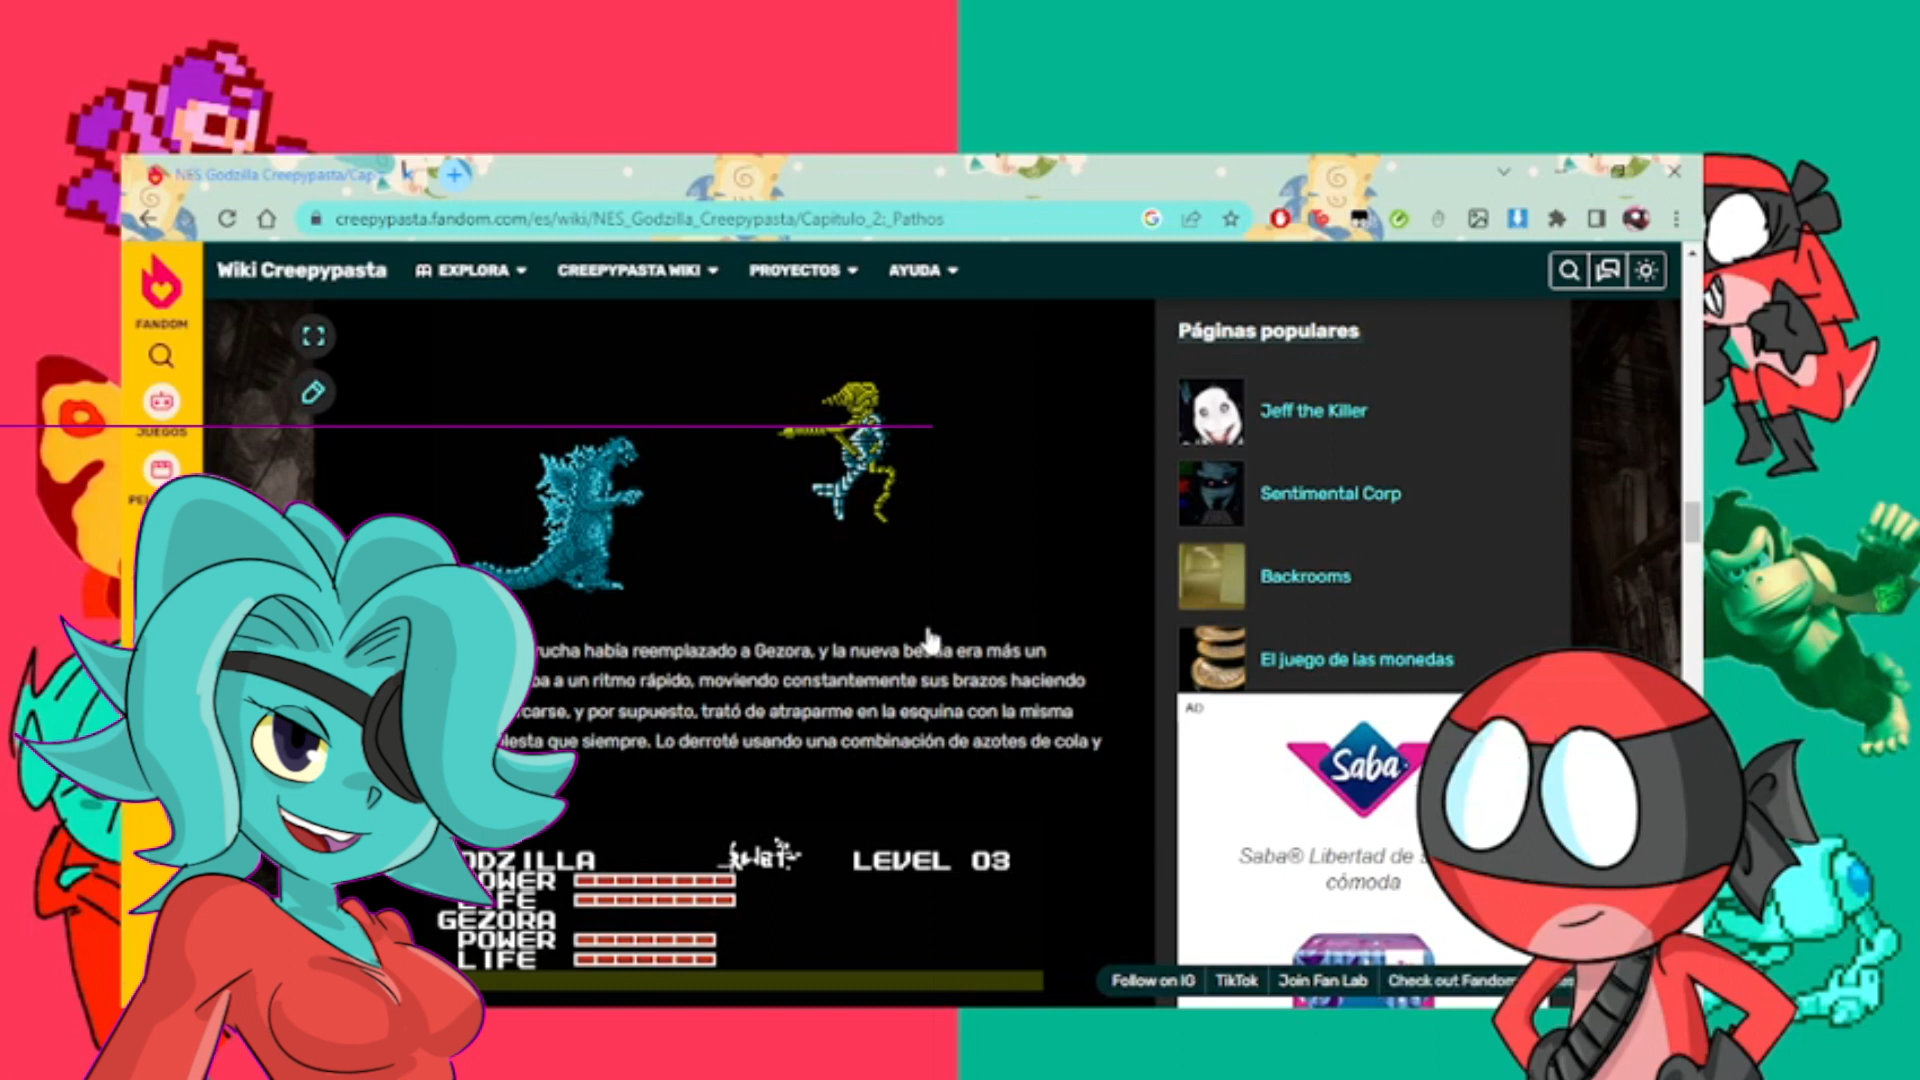 NES Godzilla Creepypasta/Cap
creepypasta.fandom.com/es/wiki/NES_Godzilla_Creepypasta/Capitulo_2:_Pathos
Wiki Creepypasta
EXPLORA
CREEPYPASTA WIKI
PROYECTOS
AYUDA
FANDOM
JUEGOS
Páginas populares
Jeff the Killer
Sentimental Corp
Backrooms
El juego de las monedas
había reemplazado a Gezora, y la nueva bestia era más un
a un ritmo rápido, moviendo constantemente sus brazos haciendo
y por supuesto, trató de atraparme en la esquina con la misma
que siempre. Lo derroté usando una combinación de azotes de cola y
LEVEL 03
POWER
LIFE
GEZORA
POWER
LIFE
AD
Saba
Saba® Libertad de
cómoda
Follow on IG
TikTok
Join Fan Lab
Check out Fandom